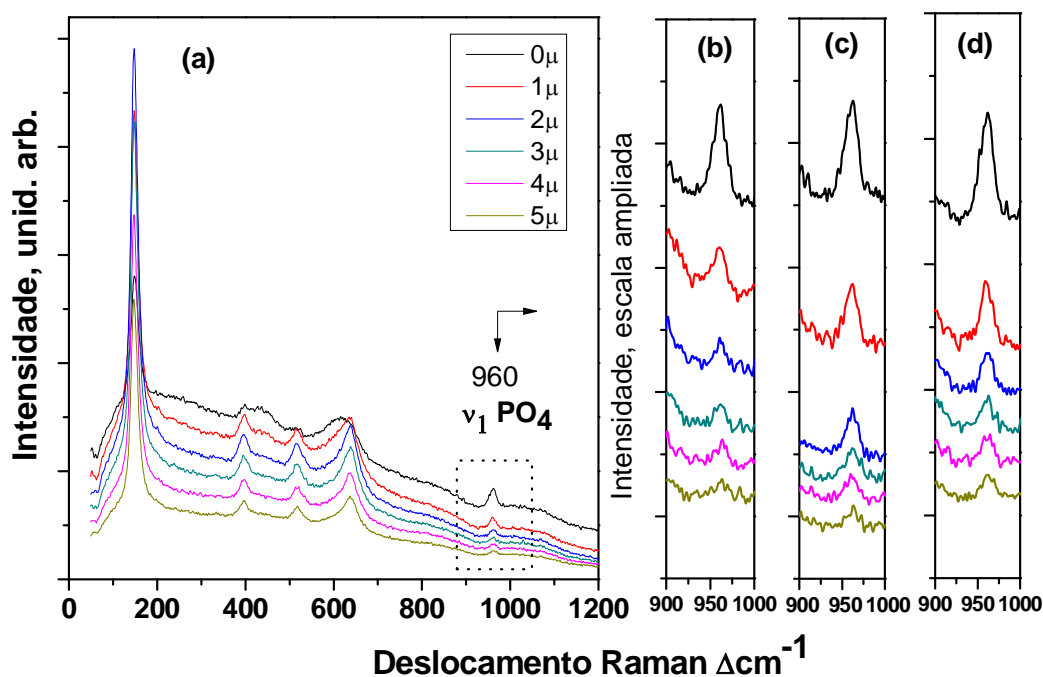 (a)
0μ
1μ
2μ
3μ
4μ
5μ
960
ν1 PO4
Intensidade, unid. arb.
0 200 400 600 800 1000 1200
Intensidade, escala ampliada
(b)
900 950 1000
(c)
900 950 1000
(d)
900 950 1000
Deslocamento Raman Δcm-1